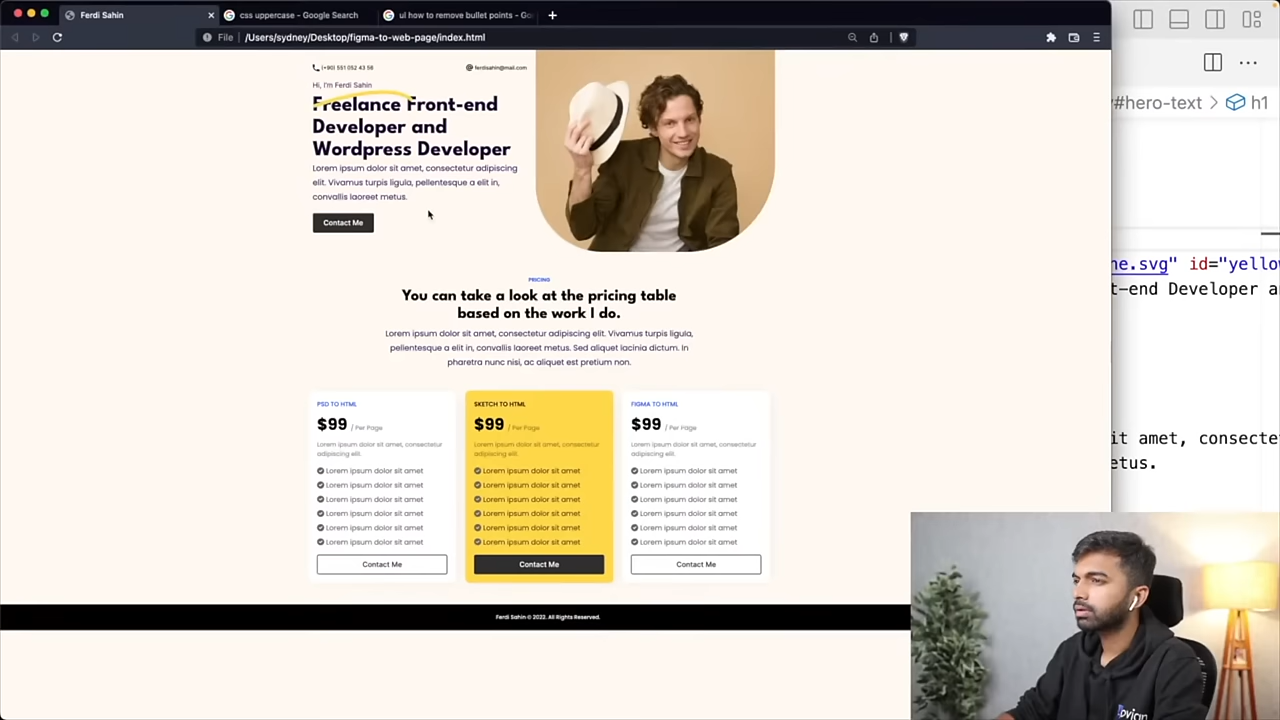 Ferdi Sahin
css uppercase - Google Search
ul how to remove bullet points - Go
File
/Users/sydney/Desktop/figma-to-web-page/index.html
y#hero-text > h1
(+90) 551 052 43 56
ferdisahin@mail.com
Hi, I'm Ferdi Sahin
Freelance Front-end
Developer and
Wordpress Developer
Lorem ipsum dolor sit amet, consectetur adipiscing
elit. Vivamus turpis ligula, pellentesque a elit in,
convallis laoreet metus.
Contact Me
ne.svg" id="yellow
t-end Developer a
it amet, consecte
etus.
PRICING
You can take a look at the pricing table
based on the work I do.
Lorem ipsum dolor sit amet, consectetur adipiscing elit. Vivamus turpis ligula,
pellentesque a elit in, convallis laoreet metus. Sed aliquet lacinia dictum. In
pharetra nunc nisi, ac aliquet est pretium non.
PSD TO HTML
$99 / Per Page
Lorem ipsum dolor sit amet, consectetur
adipiscing elit.
Lorem ipsum dolor sit amet
Lorem ipsum dolor sit amet
Lorem ipsum dolor sit amet
Lorem ipsum dolor sit amet
Lorem ipsum dolor sit amet
Lorem ipsum dolor sit amet
Contact Me
SKETCH TO HTML
$99 / Per Page
Lorem ipsum dolor sit amet, consectetur
adipiscing elit.
Lorem ipsum dolor sit amet
Lorem ipsum dolor sit amet
Lorem ipsum dolor sit amet
Lorem ipsum dolor sit amet
Lorem ipsum dolor sit amet
Lorem ipsum dolor sit amet
Contact Me
FIGMA TO HTML
$99 / Per Page
Lorem ipsum dolor sit amet, consectetur
adipiscing elit.
Lorem ipsum dolor sit amet
Lorem ipsum dolor sit amet
Lorem ipsum dolor sit amet
Lorem ipsum dolor sit amet
Lorem ipsum dolor sit amet
Lorem ipsum dolor sit amet
Contact Me
Ferdi Sahin © 2022. All Rights Reserved.